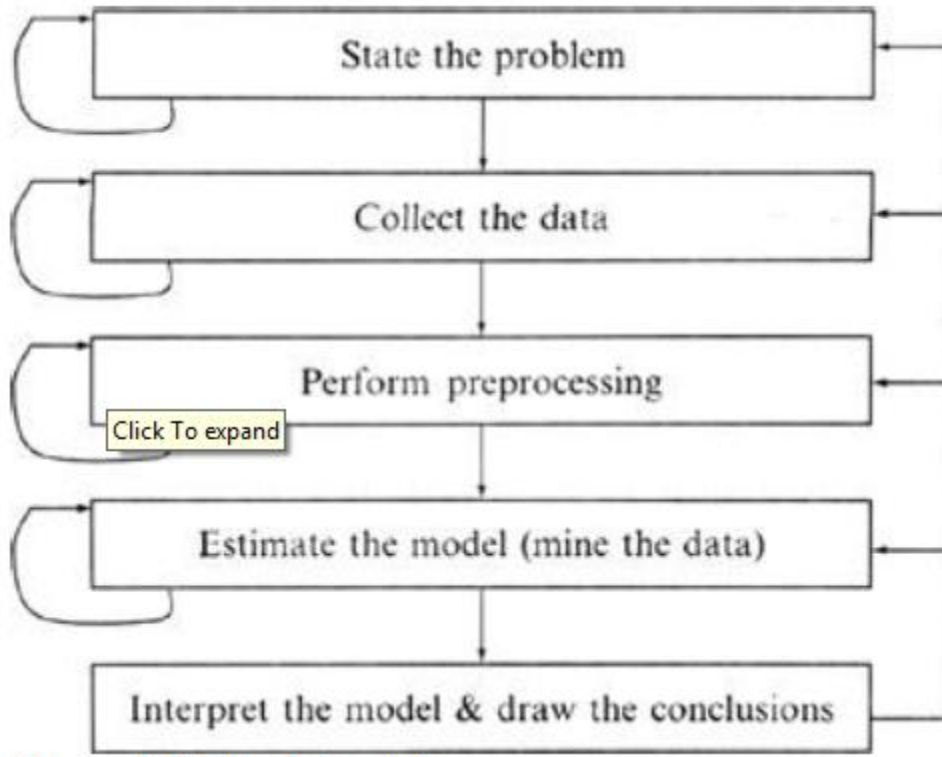 State the problem
Collect the data
Perform preprocessing
Click To expand
Estimate the model (mine the data)
Interpret the model & draw the conclusions